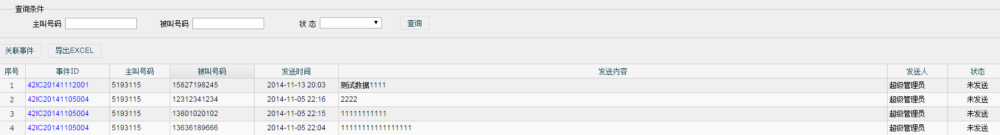 查询条件
主叫号码 被叫号码 状 态 查询
关联事件 导出EXCEL
序号 事件ID 主叫号码 被叫号码 发送时间 发送内容 发送人 状态
1 42IC20141112001 5193115 15827198245 2014-11-13 20:03 测试数据1111 超级管理员 未发送
2 42IC20141105004 5193115 12312341234 2014-11-05 22:16 2222 超级管理员 未发送
3 42IC20141105004 5193115 13801020102 2014-11-05 22:15 11111111111 超级管理员 未发送
4 42IC20141105004 5193115 13636189666 2014-11-05 22:04 11111111111111111 超级管理员 未发送